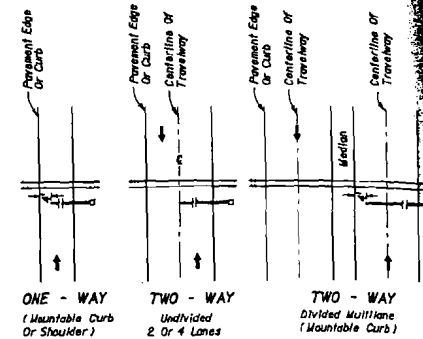 Pavement Edge
Or Curb
Pavement Edge
Or Curb
Centerline Of
Travelway
Pavement Edge
Or Curb
Centerline Of
Travelway
Centerline Of
Travelway
Median
4'
4'
ONE - WAY
(Mountable Curb
Or Shoulder)
TWO - WAY
Undivided
2 Or 4 Lanes
TWO - WAY
Divided Multilane
(Mountable Curb)